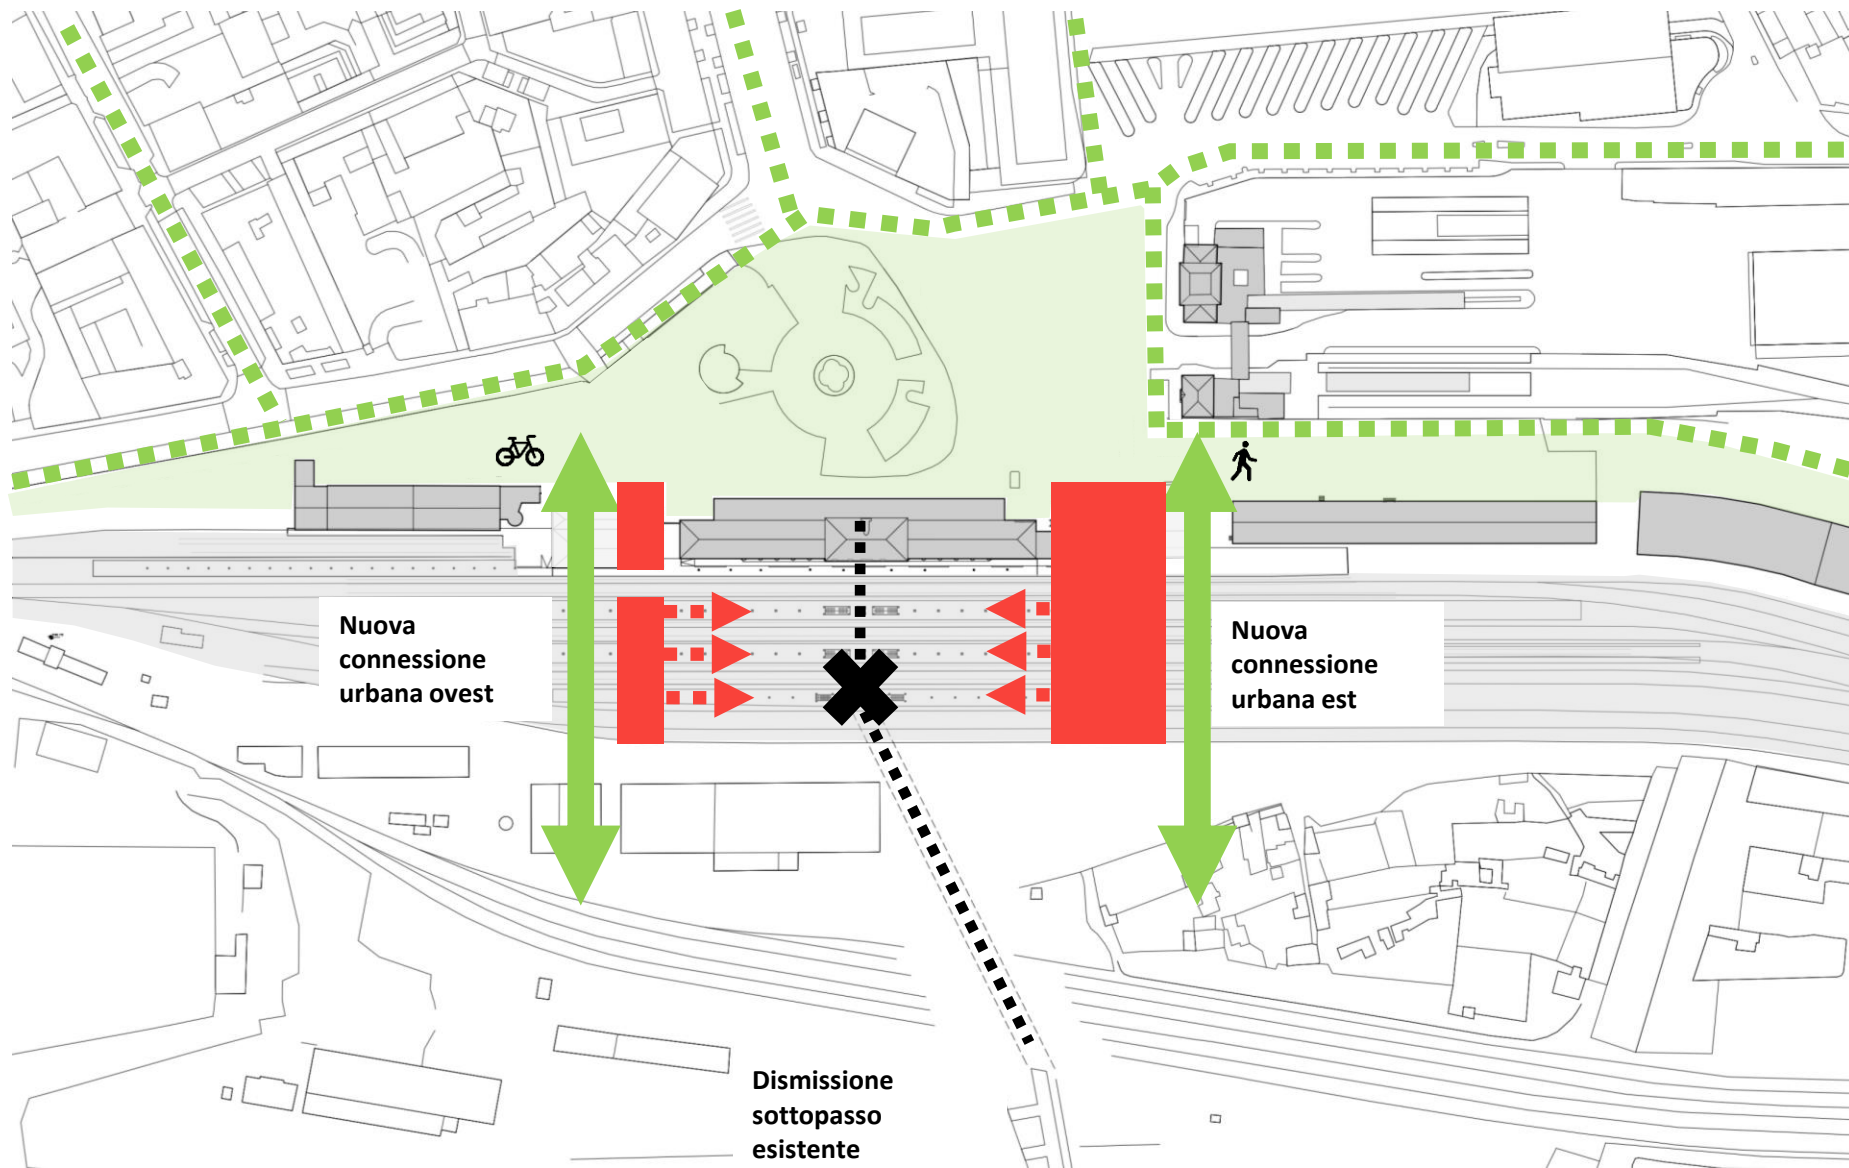 Nuova
connessione
urbana ovest
Nuova
connessione
urbana est
Dismissione
sottopasso
esistente